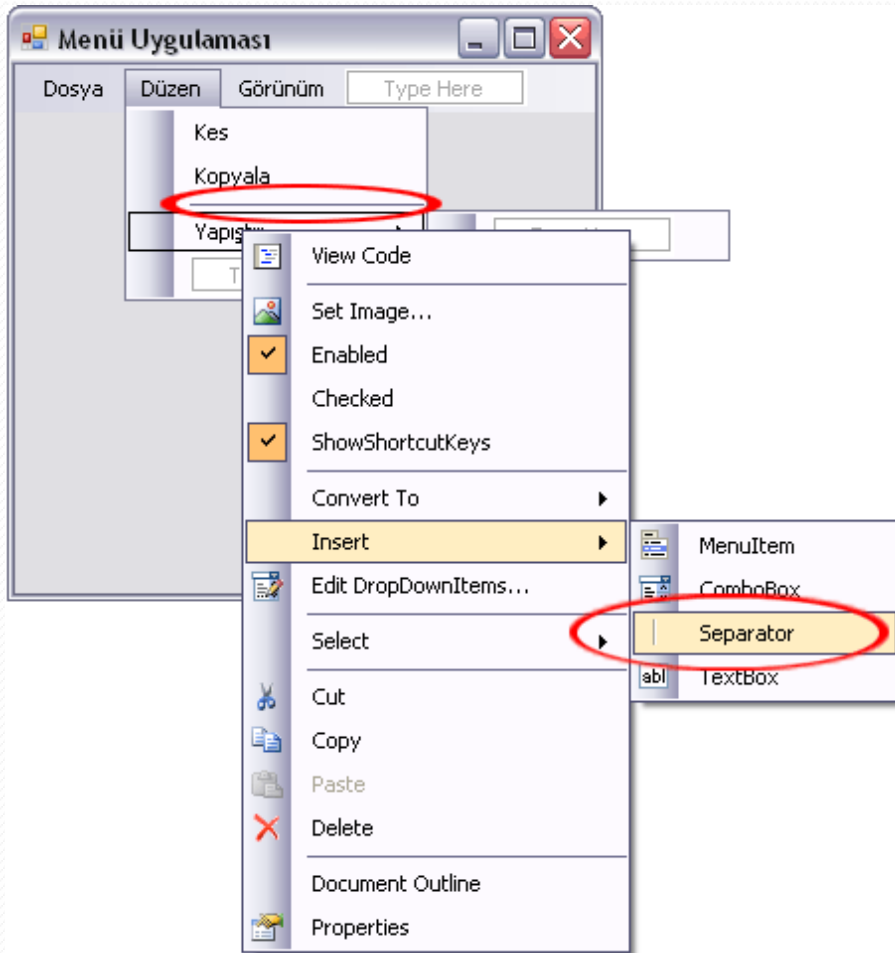 Menü Uygulaması
Dosya Düzen Görünüm Type Here
Kes
Kopyala
View Code
Set Image...
Enabled
Checked
ShowShortcutKeys
Convert To
Insert
Edit DropDownItems...
Select
Cut
Copy
Paste
Delete
Document Outline
Properties
MenuItem
ComboBox
Separator
abl TextBox